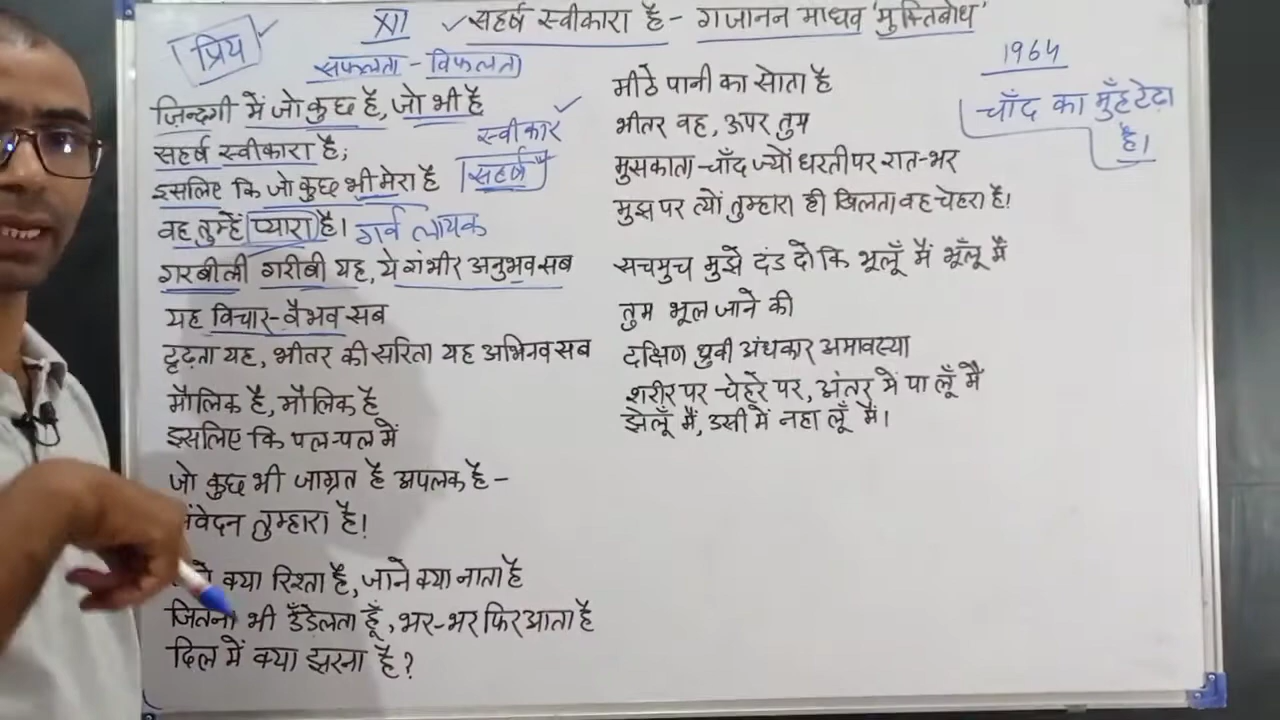 XII ✓सहर्ष स्वीकारा है - गजानन माधव 'मुक्तिबोध'
प्रिय
सफलता - विफलता
ज़िन्दगी में जो कुछ है, जो भी है
स्वीकार
सहर्ष स्वीकारा है;
सहर्ष
इसलिए कि जो कुछ भी मेरा है
वह तुम्हें प्यारा है।
गर्व लायक
गरबीली गरीबी यह, ये गंभीर अनुभव सब
यह विचार-वैभव सब
दृढ़ता यह, भीतर की सरिता यह अभिनव सब
मौलिक है, मौलिक है
इसलिए कि पल-पल में
जो कुछ भी जाग्रत है अपलक है -
तुम्हारा है!
क्या रिश्ता है, जाने क्या नाता है
जितना भी उँडेलता हूँ, भर-भर फिर आता है
दिल में क्या झरना है?
मीठे पानी का सोता है
भीतर वह, ऊपर तुम
मुसकाता चाँद ज्यों धरती पर रात-भर
मुझ पर त्यों तुम्हारा ही खिलता वह चेहरा है!
सचमुच मुझे दंड दो कि भूलूँ मैं भूँलू मैं
तुम भूल जाने की
दक्षिण ध्रुवी अंधकार अमावस्या
शरीर पर चेहरे पर, अंतर में पा लूँ मैं
झेलूँ मैं, उसी में नहा लूँ मैं।
1964
चाँद का मुँह टेढ़ा
है।